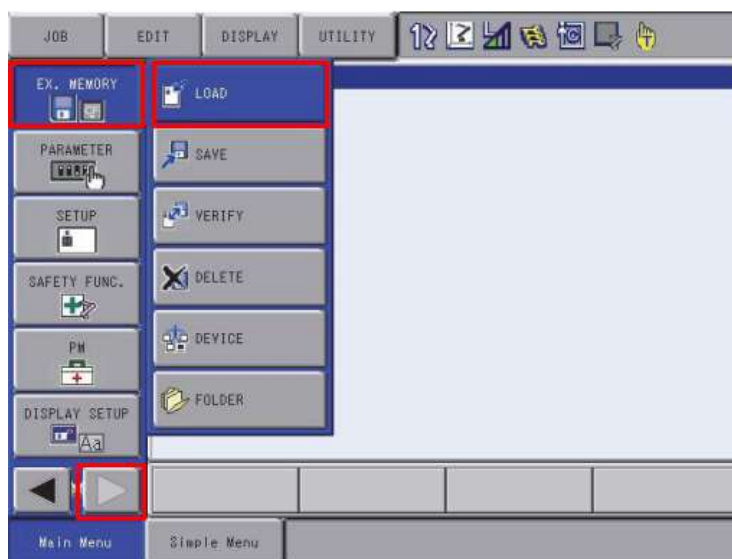 JOB
EDIT
DISPLAY
UTILITY
EX. MEMORY
LOAD
PARAMETER
SAVE
SETUP
VERIFY
SAFETY FUNC.
DELETE
PM
DEVICE
DISPLAY SETUP
FOLDER
Aa
Main Menu
Simple Menu